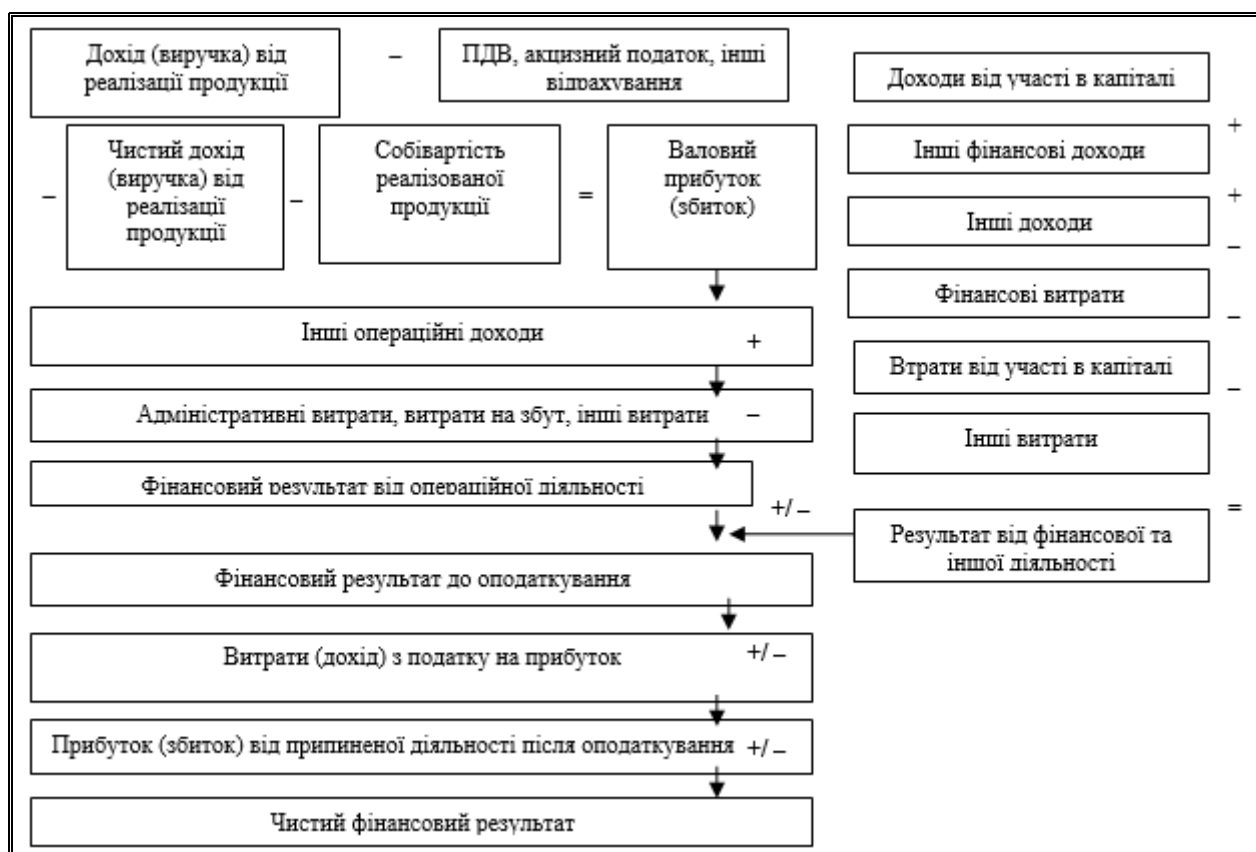 Дохід (виручка) від
реалізації продукції
–
ПДВ, акцизний податок, інші
відрахування
–
Чистий дохід
(виручка) від
реалізації
продукції
–
Собівартість
реалізованої
продукції
=
Валовий
прибуток
(збиток)
Інші операційні доходи +
Адміністративні витрати, витрати на збут, інші витрати –
Фінансовий результат від операційної діяльності
+/–
Фінансовий результат до оподаткування
Витрати (дохід) з податку на прибуток +/–
Прибуток (збиток) від припиненої діяльності після оподаткування +/–
Чистий фінансовий результат
Доходи від участі в капіталі
+
Інші фінансові доходи
+
Інші доходи
–
Фінансові витрати
–
Втрати від участі в капіталі
–
Інші витрати
=
Результат від фінансової та
іншої діяльності